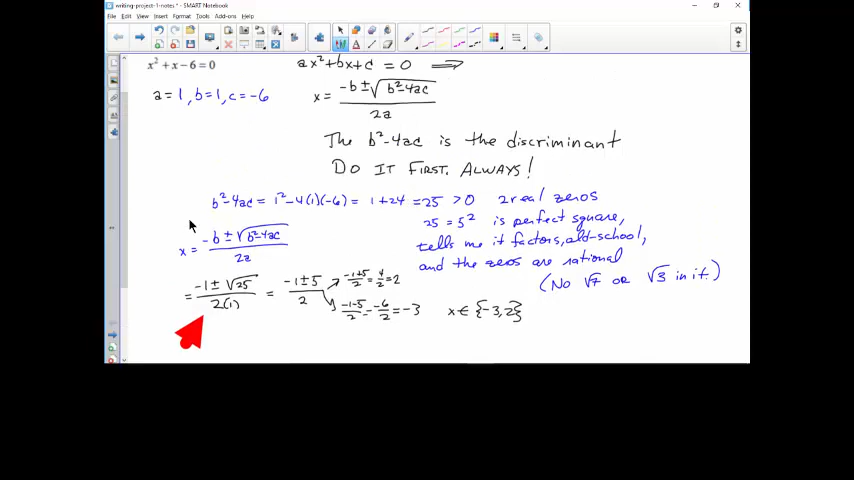 writing-project-1-notes * - SMART Notebook
File Edit View Insert Format Tools Add-ons Help
x² + x − 6 = 0
ax²+bx+c = 0 ⟹
a = 1, b = 1, c = -6
x = (-b ± √(b²-4ac)) / 2a
The b²-4ac is the discriminant
DO IT FIRST. ALWAYS!
b²-4ac = 1²-4(1)(-6) = 1+24 = 25 > 0 2 real zeros
25 = 5² is perfect square,
tells me it factors, old-school,
and the zeros are rational
(No √7 or √3 in it.)
x = (-b ± √(b²-4ac)) / 2a
= (-1 ± √25) / 2(1) = (-1 ± 5) / 2
(-1+5)/2 = 4/2 = 2
(-1-5)/2 = -6/2 = -3 x ∈ {-3, 2}